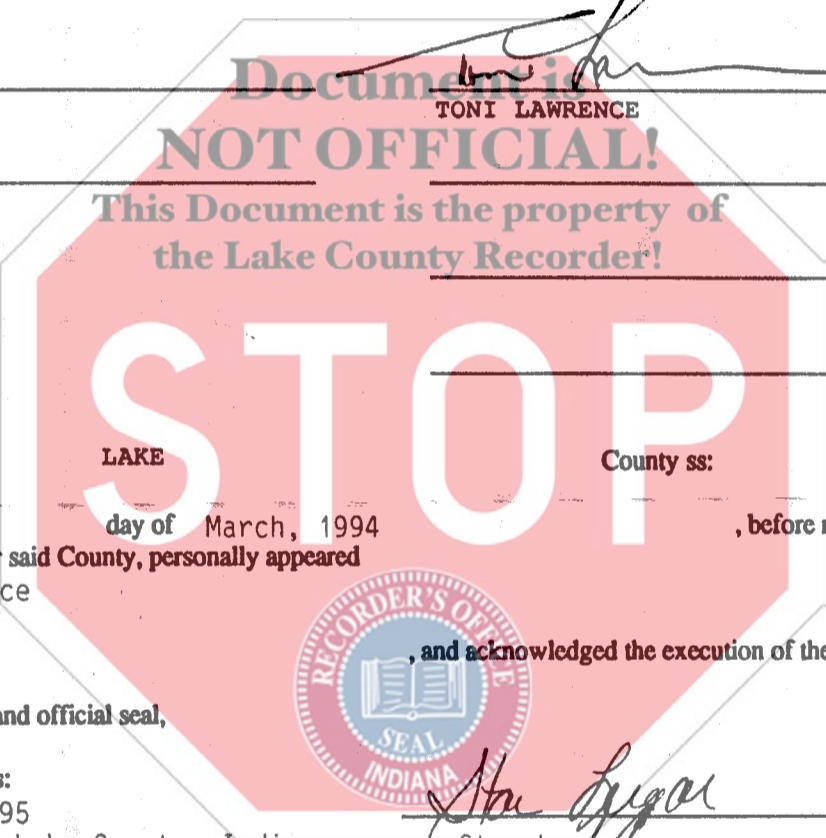 Document is
TONI LAWRENCE
NOT OFFICIAL!
This Document is the property of
the Lake County Recorder!
STOP
LAKE County ss:
day of March, 1994 , before
said County, personally appeared
ce
RECORDER'S OFFICE
, and acknowledged the execution of the
and official seal,
SEAL
INDIANA
s:
95